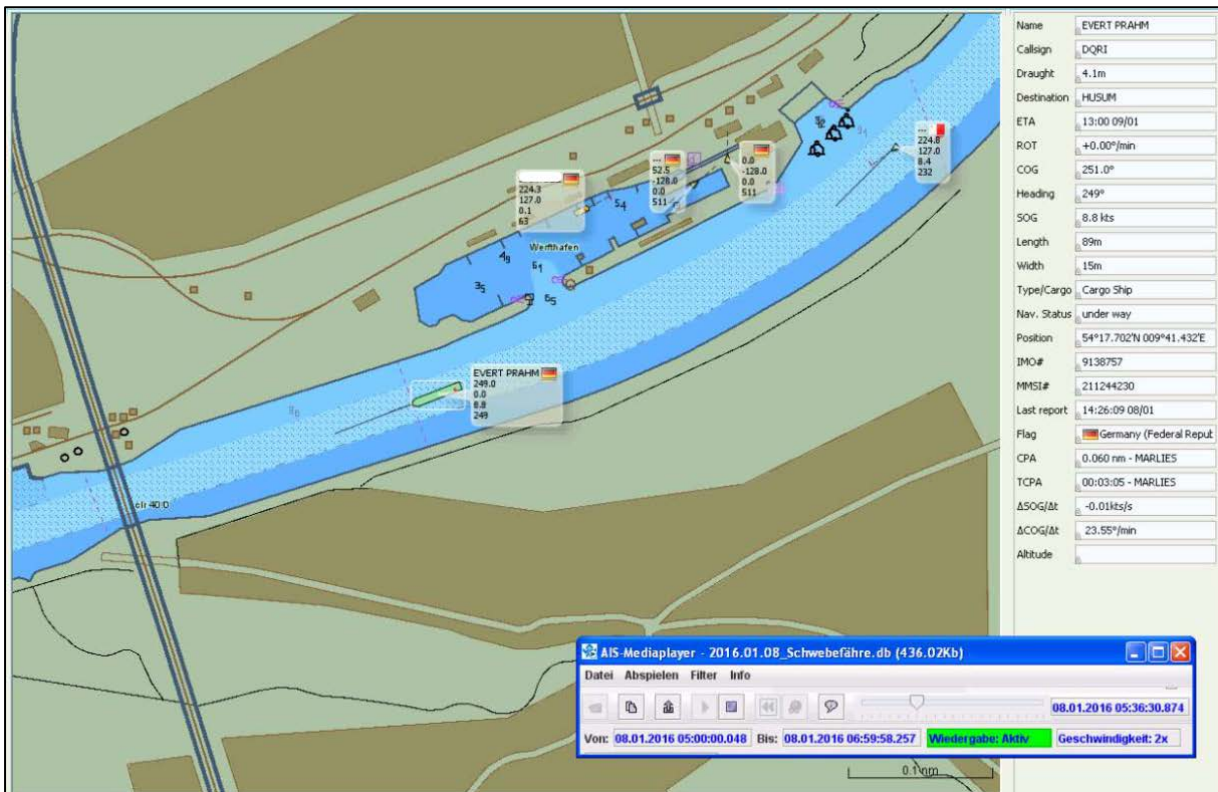 ...
224.3
127.0
0.1
63
...
52.5
-128.0
0.0
511
0.0
-128.0
0.0
511
...
224.0
127.0
8.4
232
5₄
Werfthafen
4₉
5₁
3₅
6₅
EVERT PRAHM
249.0
0.0
8.8
249
clr 40.0
Name EVERT PRAHM
Callsign DQRI
Draught 4.1m
Destination HUSUM
ETA 13:00 09/01
ROT +0.00°/min
COG 251.0°
Heading 249°
SOG 8.8 kts
Length 89m
Width 15m
Type/Cargo Cargo Ship
Nav. Status under way
Position 54°17.702'N 009°41.432'E
IMO# 9138757
MMSI# 211244230
Last report 14:26:09 08/01
Flag Germany (Federal Reput
CPA 0.060 nm - MARLIES
TCPA 00:03:05 - MARLIES
ΔSOG/Δt -0.01kts/s
ΔCOG/Δt 23.55°/min
Altitude
AIS-Mediaplayer - 2016.01.08_Schwebefähre.db (436.02Kb)
Datei Abspielen Filter Info
08.01.2016 05:36:30.874
Von: 08.01.2016 05:00:00.048 Bis: 08.01.2016 06:59:58.257 Wiedergabe: Aktiv Geschwindigkeit: 2x
0.1 nm